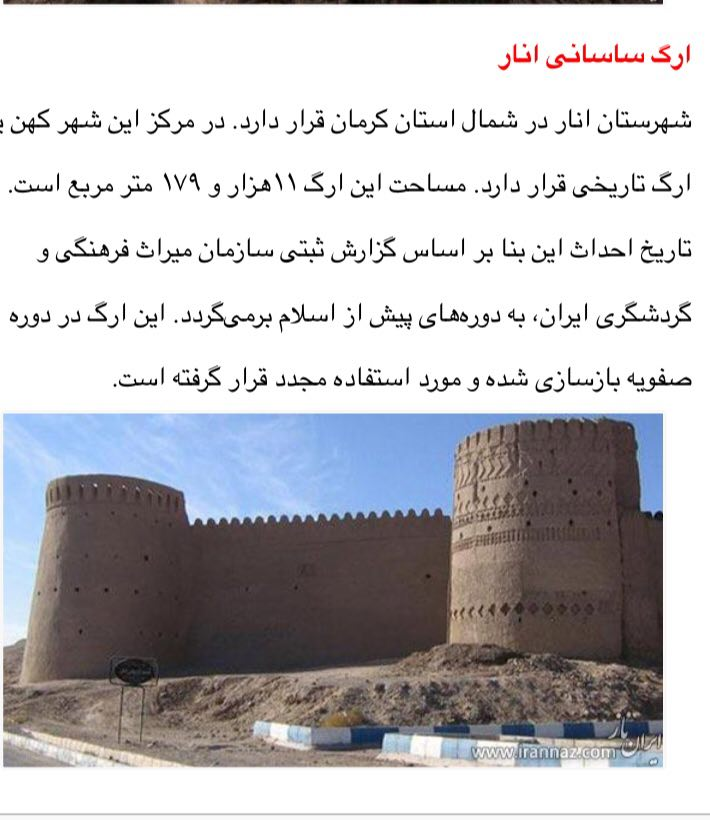 ارگ ساسانی انار
شهرستان انار در شمال استان کرمان قرار دارد. در مرکز این شهر کهن
ارگ تاریخی قرار دارد. مساحت این ارگ ۱۱هزار و ۱۷۹ متر مربع است.
تاریخ احداث این بنا بر اساس گزارش ثبتی سازمان میراث فرهنگی و
گردشگری ایران، به دوره‌های پیش از اسلام برمی‌گردد. این ارگ در دوره
صفویه بازسازی شده و مورد استفاده مجدد قرار گرفته است.
ایران ناز
www.irannaz.com